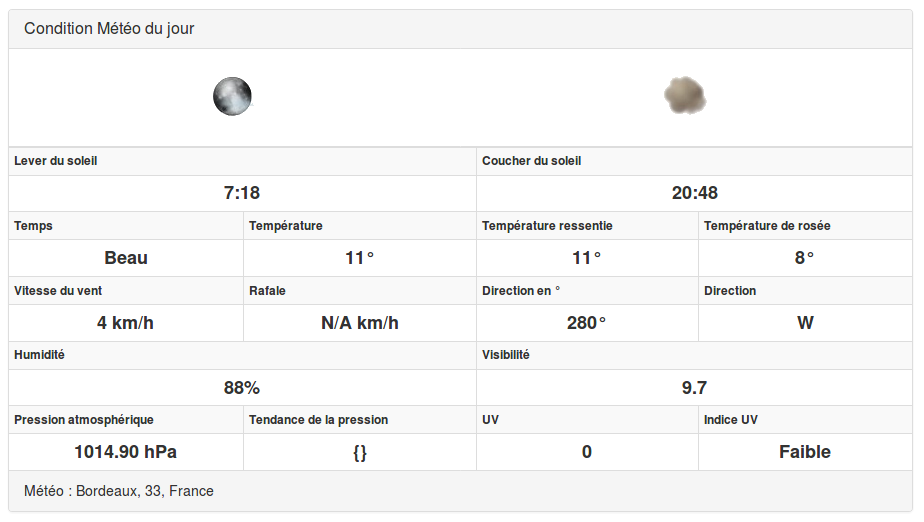 Condition Météo du jour
Lever du soleil Coucher du soleil
7:18 20:48
Temps Température Température ressentie Température de rosée
Beau 11° 11° 8°
Vitesse du vent Rafale Direction en ° Direction
4 km/h N/A km/h 280° W
Humidité Visibilité
88% 9.7
Pression atmosphérique Tendance de la pression UV Indice UV
1014.90 hPa {} 0 Faible
Météo : Bordeaux, 33, France